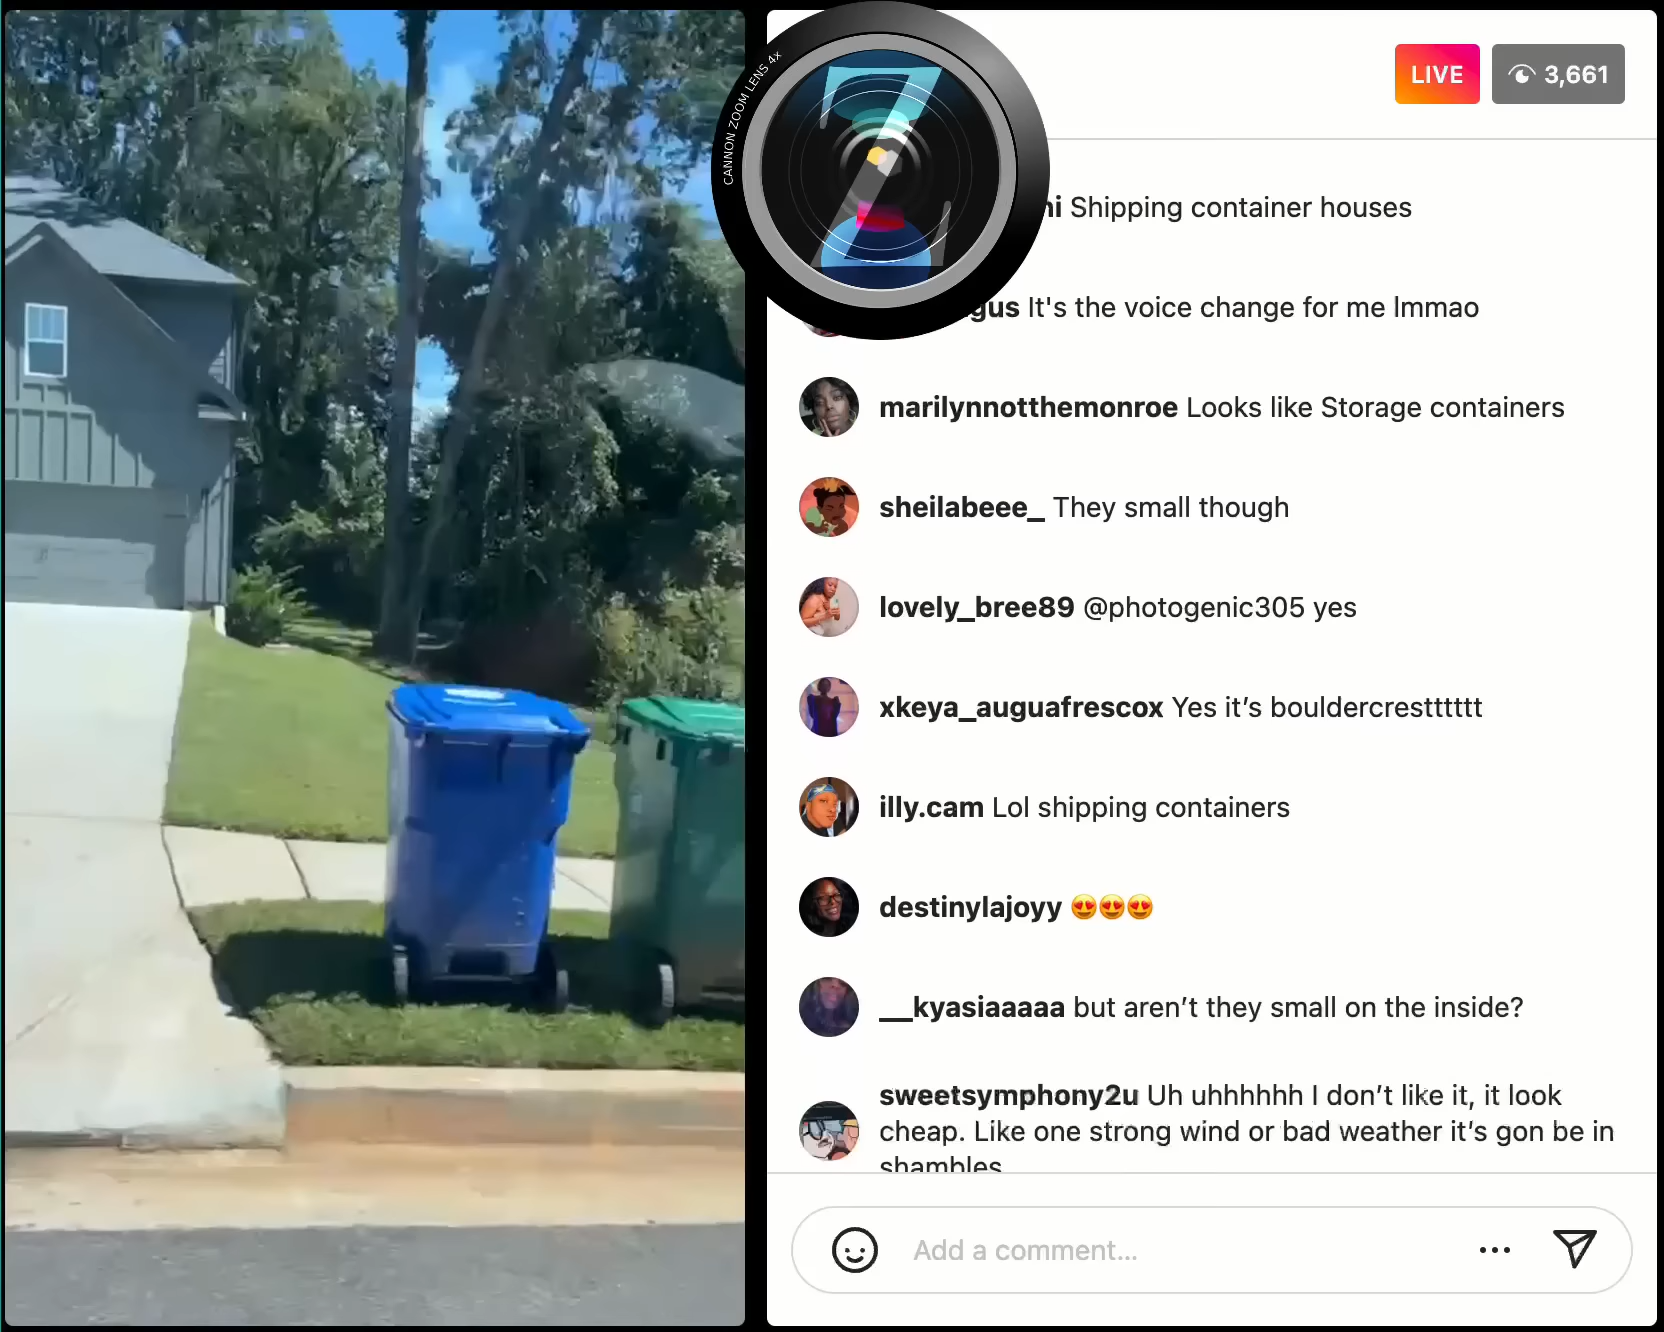 CANNON ZOOM LENS 4x
Z
LIVE
3,661
ni Shipping container houses
gus It's the voice change for me lmmao
marilynnotthemonroe Looks like Storage containers
sheilabeee_ They small though
lovely_bree89 @photogenic305 yes
xkeya_auguafrescox Yes it’s bouldercrestttttt
illy.cam Lol shipping containers
destinylajoyy 😍😍😍
__kyasiaaaaa but aren’t they small on the inside?
sweetsymphony2u Uh uhhhhhh I don’t like it, it look
cheap. Like one strong wind or bad weather it’s gon be in
shambles
Add a comment...